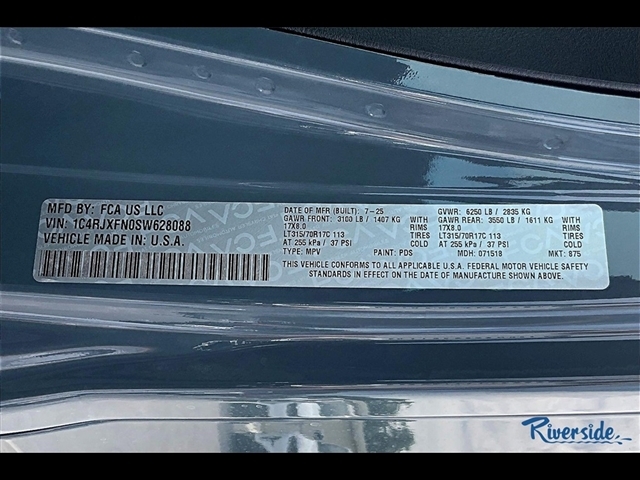 MFD BY: FCA US LLC
VIN: 1C4RJXFN0SW628088
VEHICLE MADE IN: U.S.A.
DATE OF MFR (BUILT): 7-25
GAWR FRONT: 3100 LB / 1407 KG
17X8.0 RIMS
LT315/70R17C 113 TIRES
AT 255 kPa / 37 PSI
TYPE: MPV
PAINT: PDS
GVWR: 6250 LB / 2835 KG
GAWR REAR: 3550 LB / 1611 KG
17X8.0 RIMS
LT315/70R17C 113 TIRES
AT 255 kPa / 37 PSI
MDH: 071518
MKT: 875
THIS VEHICLE CONFORMS TO ALL APPLICABLE U.S.A. FEDERAL MOTOR VEHICLE SAFETY
STANDARDS IN EFFECT ON THE DATE OF MANUFACTURE SHOWN ABOVE.
Riverside